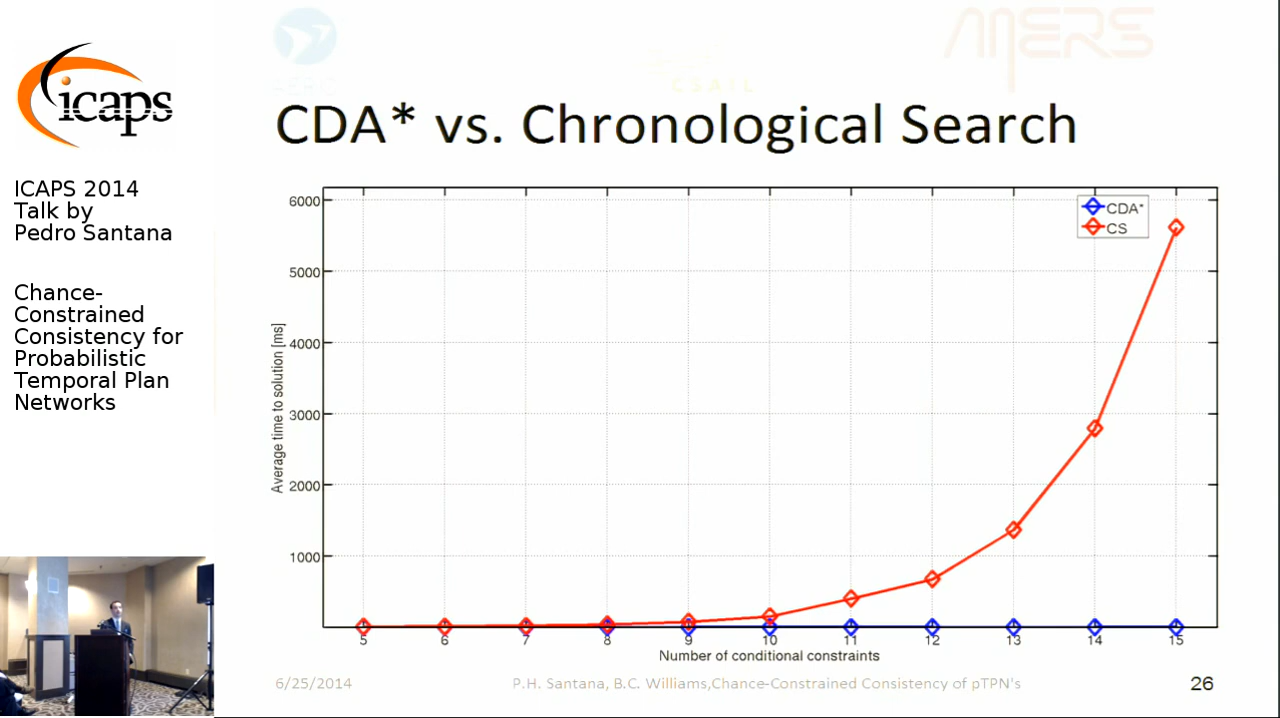 icaps
ICAPS 2014
Talk by
Pedro Santana
Chance-
Constrained
Consistency for
Probabilistic
Temporal Plan
Networks
MERS
CSAIL
CDA* vs. Chronological Search
CDA*
CS
Average time to solution [ms]
6000
5000
4000
3000
2000
1000
5 6 7 8 9 10 11 12 13 14 15
Number of conditional constraints
6/25/2014
P.H. Santana, B.C. Williams,Chance-Constrained Consistency of pTPN's
26